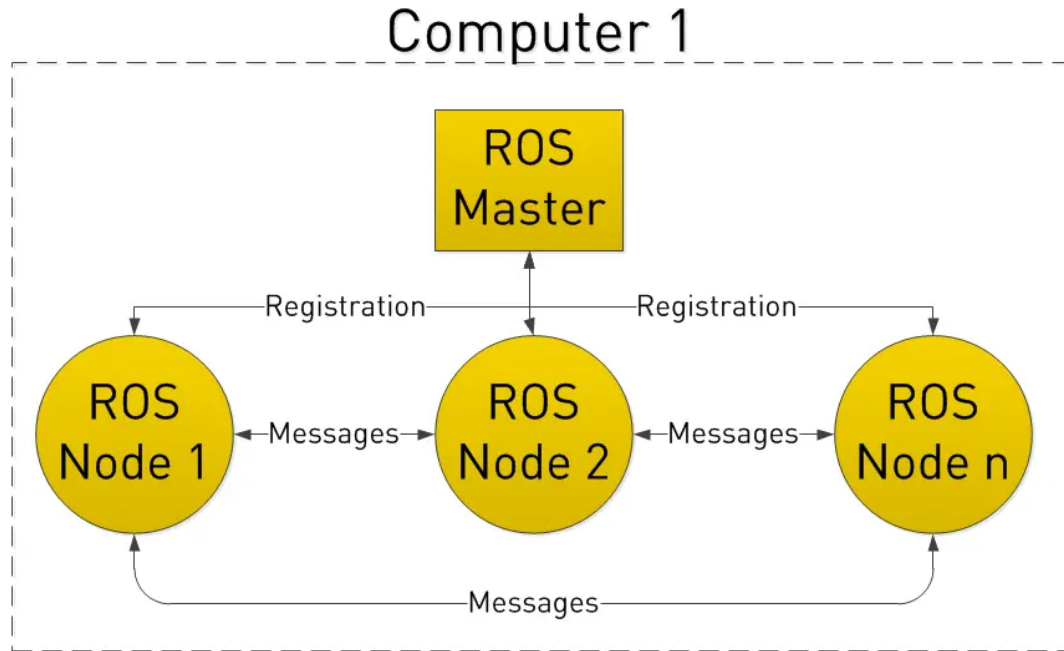 Computer 1
ROS
Master
Registration
Registration
ROS
Node 1
Messages
ROS
Node 2
Messages
ROS
Node n
Messages